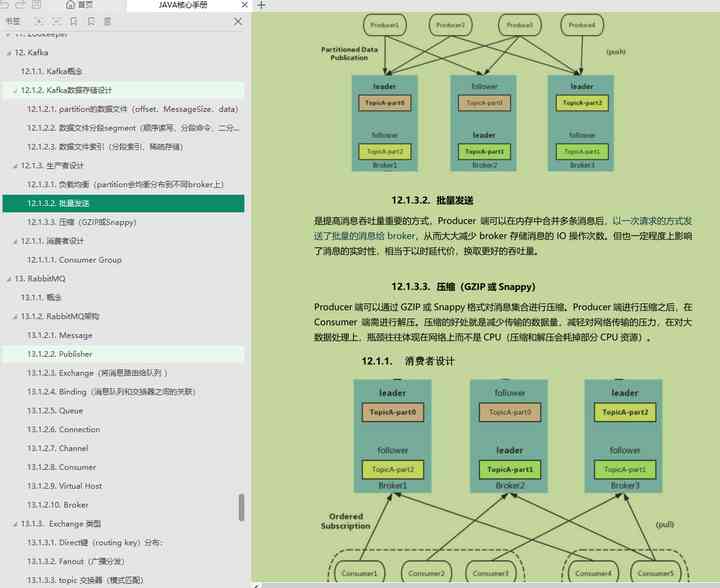 首页
JAVA核心手册
书签
11. Zookeeper
12. Kafka
12.1.1. Kafka概念
12.1.2. Kafka数据存储设计
12.1.2.1. partition的数据文件（offset，MessageSize，data）
12.1.2.2. 数据文件分段segment（顺序读写、分段命令、二分...
12.1.2.3. 数据文件索引（分段索引、稀疏存储）
12.1.3. 生产者设计
12.1.3.1. 负载均衡（partition会均衡分布到不同broker上）
12.1.3.2. 批量发送
12.1.3.3. 压缩（GZIP或Snappy）
12.1.1. 消费者设计
12.1.1.1. Consumer Group
13. RabbitMQ
13.1.1. 概念
13.1.2. RabbitMQ架构
13.1.2.1. Message
13.1.2.2. Publisher
13.1.2.3. Exchange（将消息路由给队列 ）
13.1.2.4. Binding（消息队列和交换器之间的关联）
13.1.2.5. Queue
13.1.2.6. Connection
13.1.2.7. Channel
13.1.2.8. Consumer
13.1.2.9. Virtual Host
13.1.2.10. Broker
13.1.3. Exchange 类型
13.1.3.1. Direct键（routing key）分布：
13.1.3.2. Fanout（广播分发）
13.1.3.3. topic 交换器（模式匹配）
Producer1 Producer2 Produce3 Produce4
Partitioned Data
Publication
(push)
leader follower leader
TopicA-part0 TopicA-part0 TopicA-part2
follower leader follower
TopicA-part2 TopicA-part1 TopicA-part1
Broker1 Broker2 Broker3
12.1.3.2. 批量发送
是提高消息吞吐量重要的方式，Producer 端可以在内存中合并多条消息后，以一次请求的方式发
送了批量的消息给 broker，从而大大减少 broker 存储消息的 IO 操作次数。但也一定程度上影响
了消息的实时性，相当于以时延代价，换取更好的吞吐量。
12.1.3.3. 压缩（GZIP 或 Snappy）
Producer 端可以通过 GZIP 或 Snappy 格式对消息集合进行压缩。Producer 端进行压缩之后，在
Consumer 端需进行解压。压缩的好处就是减少传输的数据量，减轻对网络传输的压力，在对大
数据处理上，瓶颈往往体现在网络上而不是 CPU（压缩和解压会耗掉部分 CPU 资源）。
12.1.1. 消费者设计
leader follower leader
TopicA-part0 TopicA-part0 TopicA-part2
follower leader follower
TopicA-part2 TopicA-part1 TopicA-part1
Broker1 Broker2 Broker3
Ordered
Subscription
(pull)
Consumer1 Consumer2 Consumer3 Consumer4 Consumer5